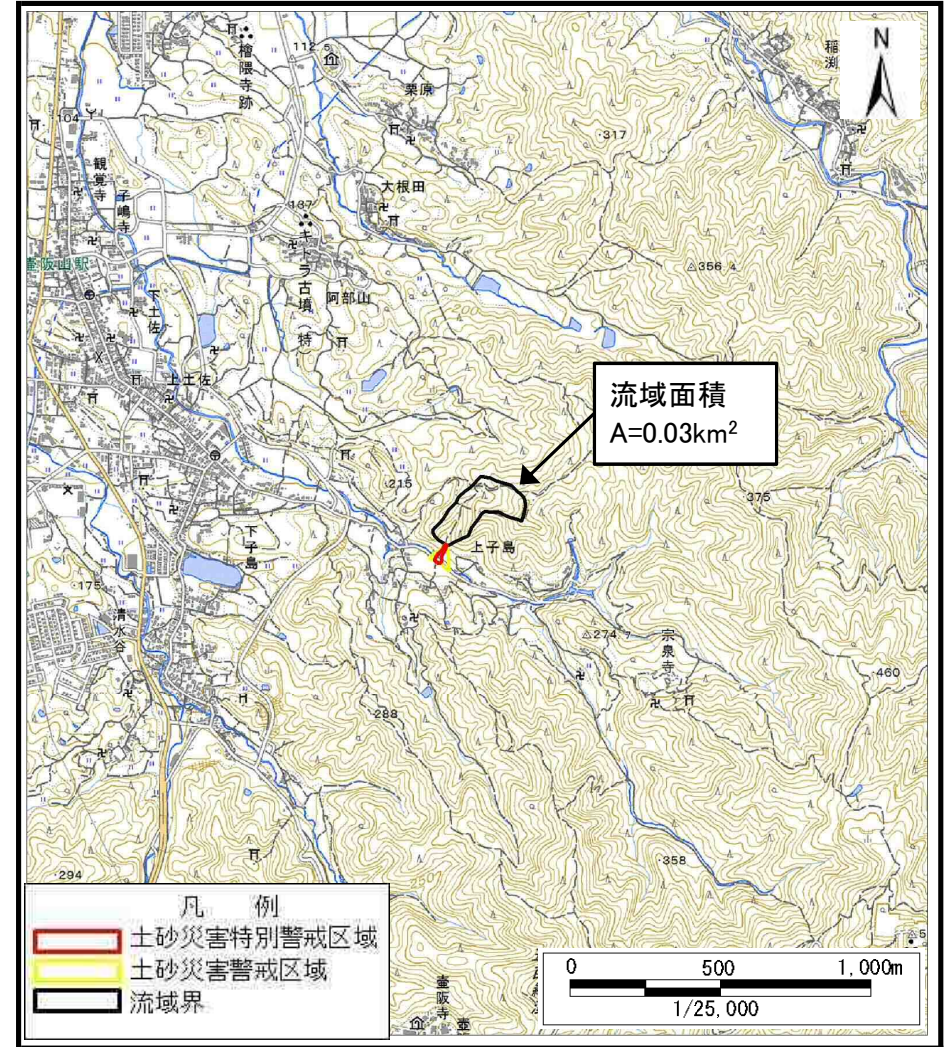 檜隈寺跡
112.5
栗原
稲渕
N
104
317
観覚寺
子嶋寺
大根田
137
キトラ古墳(特)
壷阪山駅
下土佐
阿部山
356.4
上土佐
流域面積
A=0.03km²
215
375
下子島
上子島
175
清水谷
274.7
宗泉寺
460
288
358
294
凡 例
土砂災害特別警戒区域
土砂災害警戒区域
流域界
壷阪寺
0 500 1,000m
1/25,000